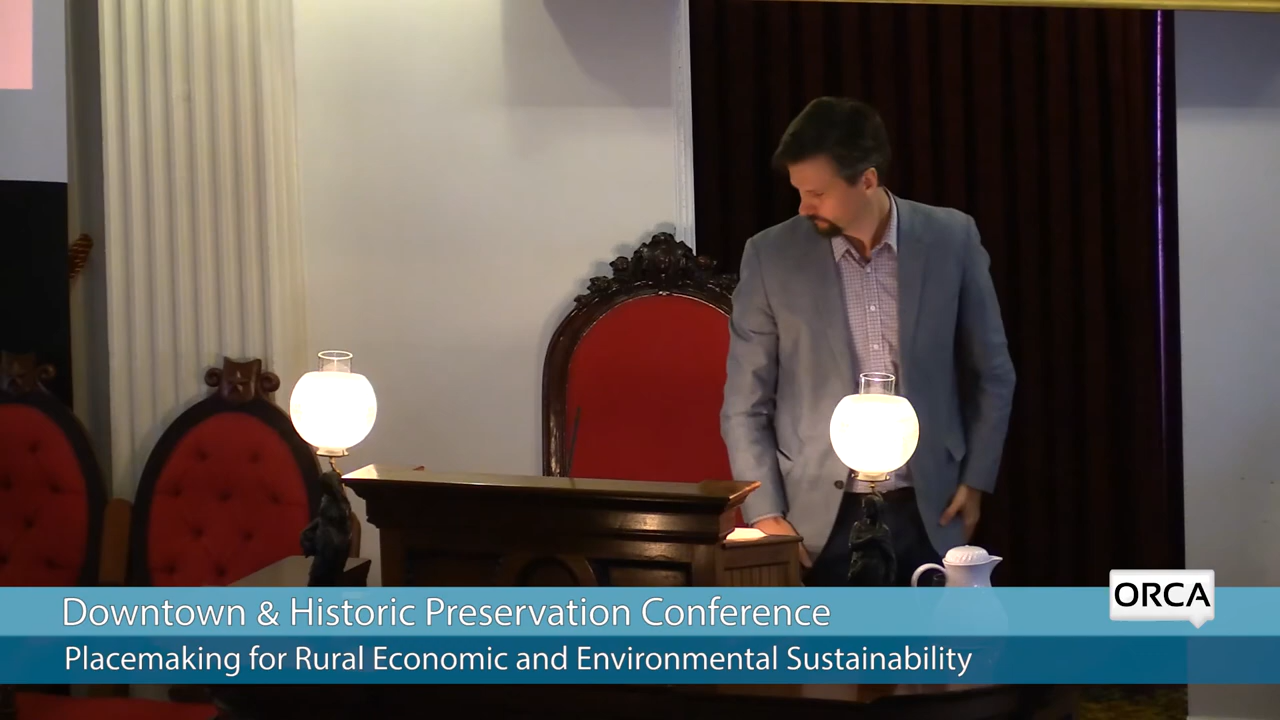 Downtown & Historic Preservation Conference
ORCA
Placemaking for Rural Economic and Environmental Sustainability